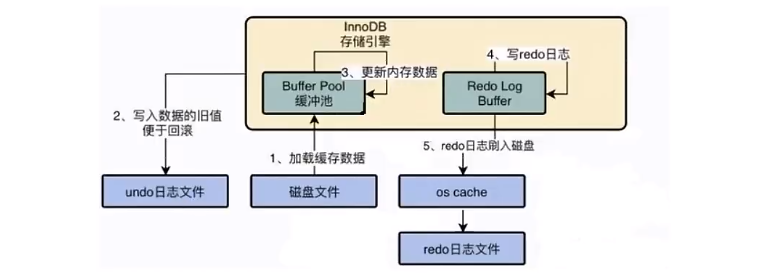 InnoDB
存储引擎
4、写redo日志
3、更新内存数据
Buffer Pool
缓冲池
Redo Log
Buffer
2、写入数据的旧值
便于回滚
1、加载缓存数据
5、redo日志刷入磁盘
undo日志文件
磁盘文件
os cache
redo日志文件